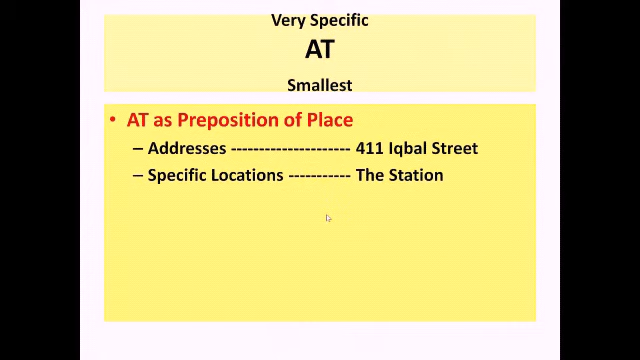 Very Specific
AT
Smallest
• AT as Preposition of Place
– Addresses --------------------- 411 Iqbal Street
– Specific Locations ----------- The Station